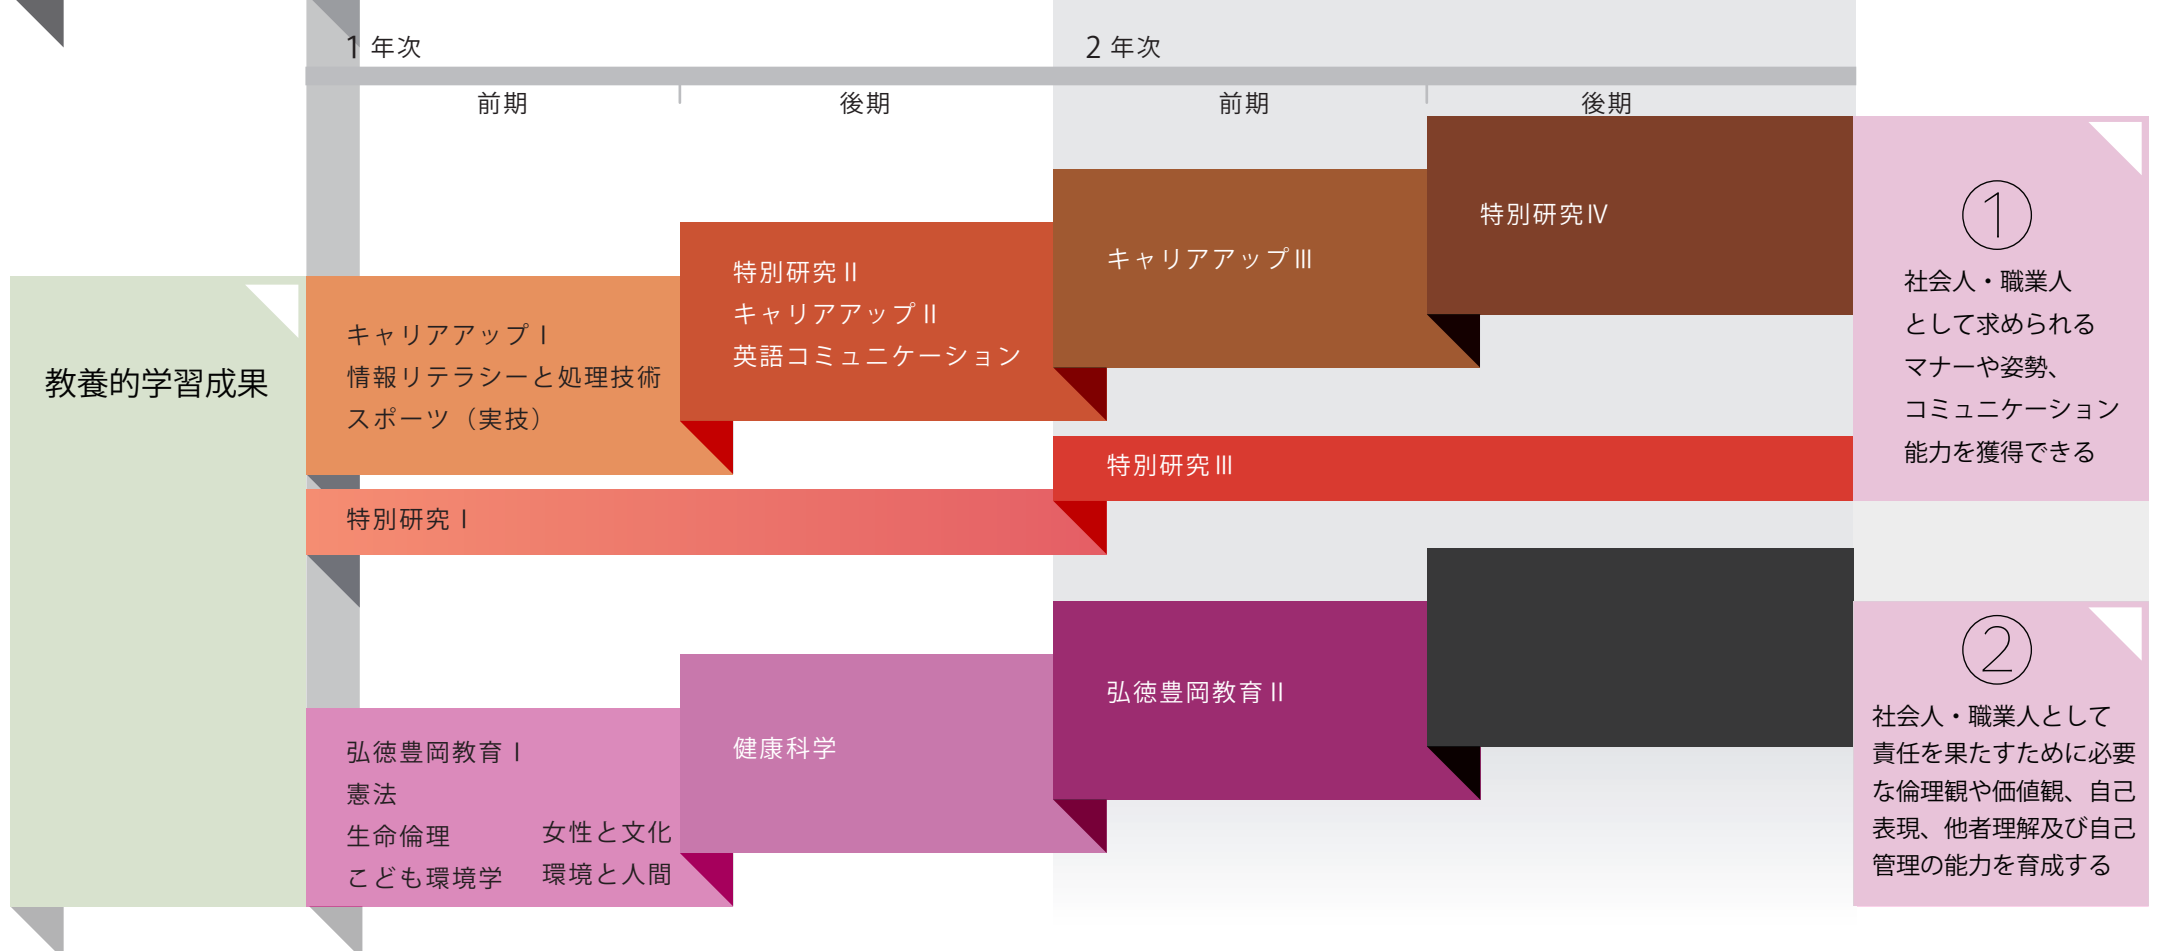 1 年次
2 年次
前期
後期
前期
後期
教養的学習成果
キャリアアップⅠ
情報リテラシーと処理技術
スポーツ（実技）
特別研究Ⅱ
キャリアアップⅡ
英語コミュニケーション
キャリアアップⅢ
特別研究Ⅳ
特別研究Ⅰ
特別研究Ⅲ
①
社会人・職業人
として求められる
マナーや姿勢、
コミュニケーション
能力を獲得できる
弘徳豊岡教育Ⅰ
憲法
生命倫理
こども環境学
女性と文化
環境と人間
健康科学
弘徳豊岡教育Ⅱ
②
社会人・職業人として
責任を果たすために必要
な倫理観や価値観、自己
表現、他者理解及び自己
管理の能力を育成する